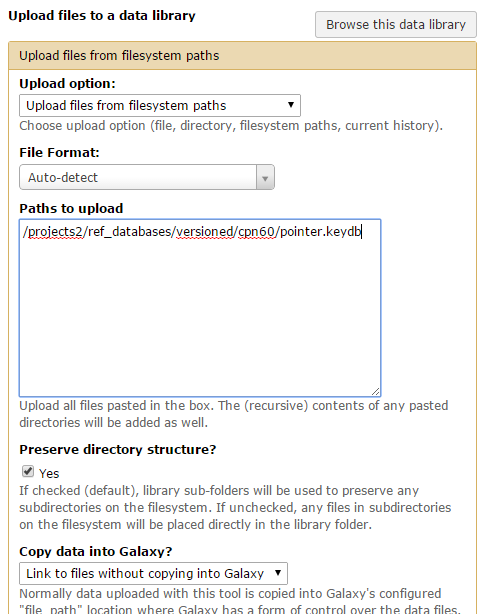 Upload files to a data library
Browse this data library
Upload files from filesystem paths
Upload option:
Upload files from filesystem paths
Choose upload option (file, directory, filesystem paths, current history).
File Format:
Auto-detect
Paths to upload
/projects2/ref_databases/versioned/cpn60/pointer.keydb
Upload all files pasted in the box. The (recursive) contents of any pasted
directories will be added as well.
Preserve directory structure?
Yes
If checked (default), library sub-folders will be used to preserve any
subdirectories on the filesystem. If unchecked, any files in subdirectories
on the filesystem will be placed directly in the library folder.
Copy data into Galaxy?
Link to files without copying into Galaxy
Normally data uploaded with this tool is copied into Galaxy's configured
"file_path" location where Galaxy has a form of control over the data files.